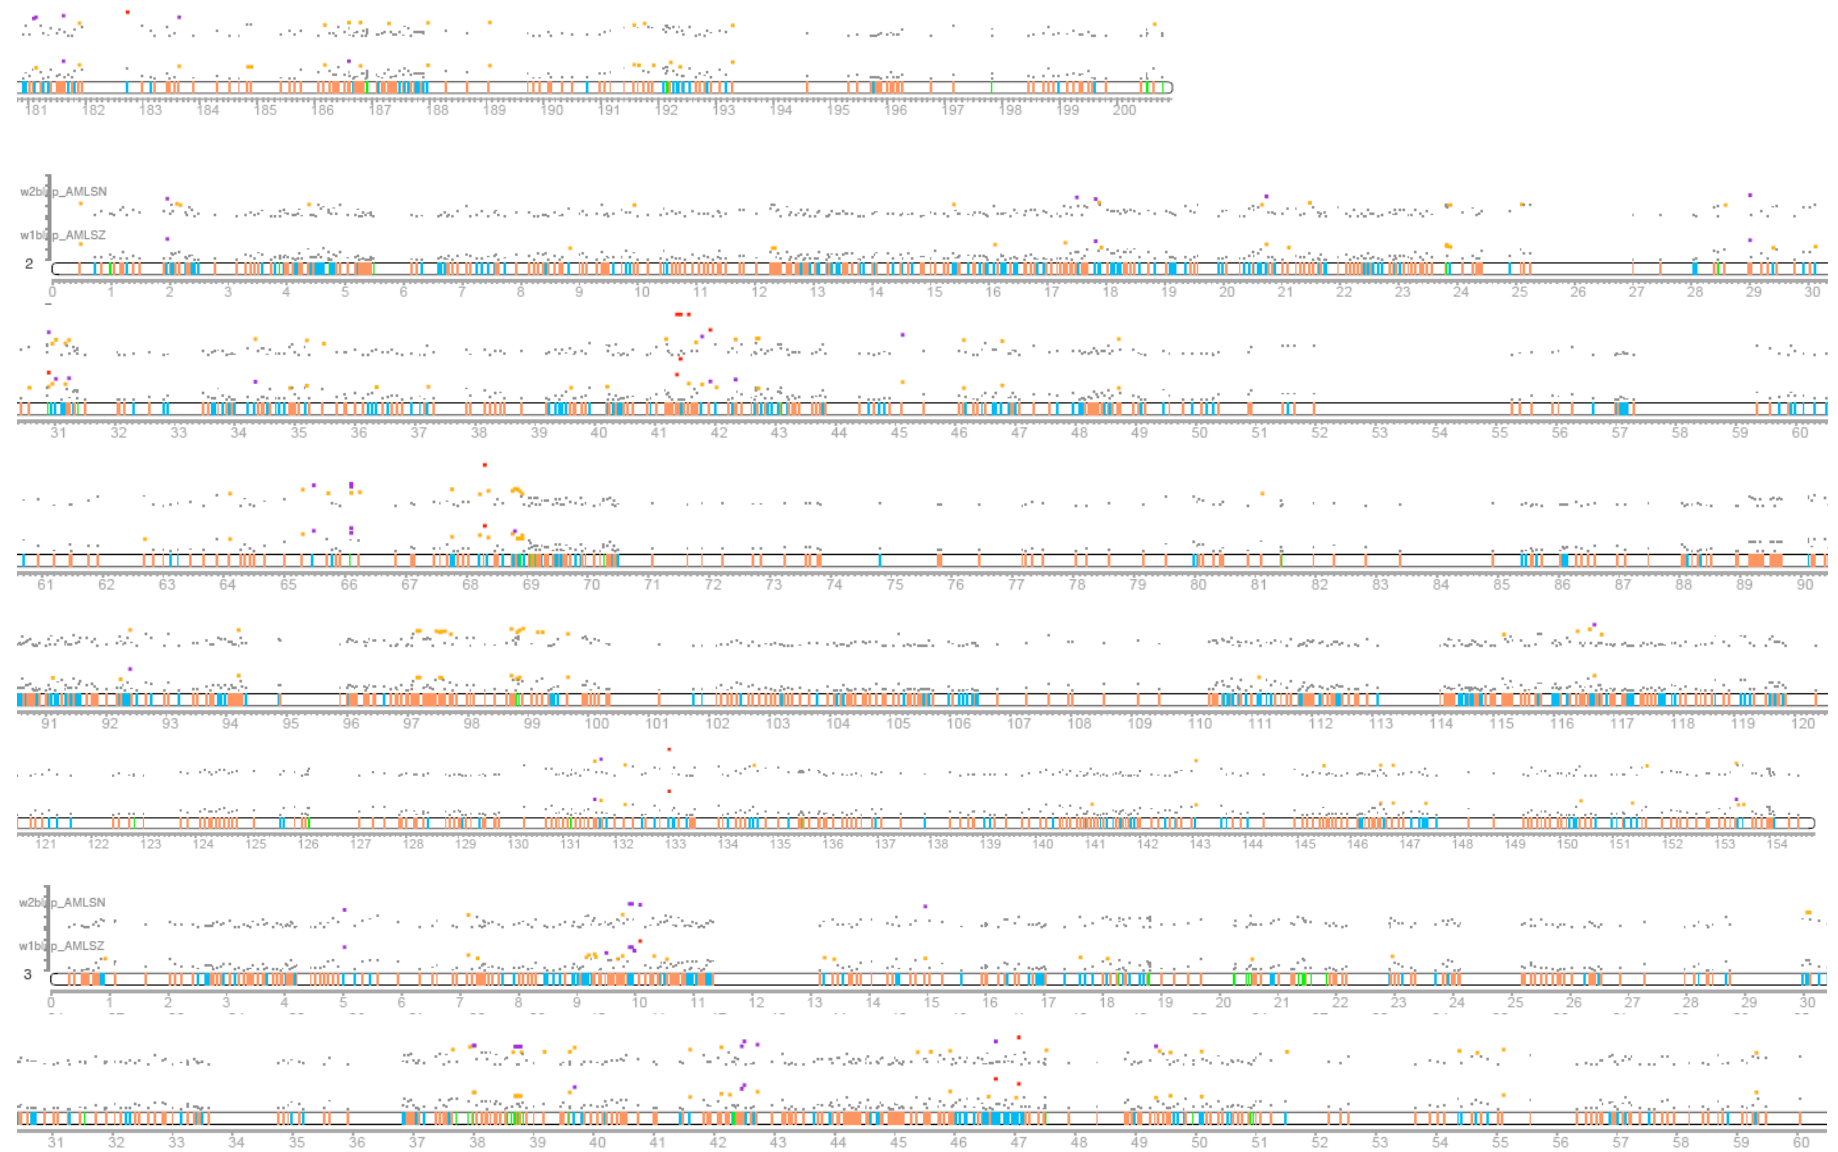 181 182 183 184 185 186 187 188 189 190 191 192 193 194 195 196 197 198 199 200
w2bl p_AMLSN
w1bl p_AMLSZ
2
0 1 2 3 4 5 6 7 8 9 10 11 12 13 14 15 16 17 18 19 20 21 22 23 24 25 26 27 28 29 30
31 32 33 34 35 36 37 38 39 40 41 42 43 44 45 46 47 48 49 50 51 52 53 54 55 56 57 58 59 60
61 62 63 64 65 66 67 68 69 70 71 72 73 74 75 76 77 78 79 80 81 82 83 84 85 86 87 88 89 90
91 92 93 94 95 96 97 98 99 100 101 102 103 104 105 106 107 108 109 110 111 112 113 114 115 116 117 118 119 120
121 122 123 124 125 126 127 128 129 130 131 132 133 134 135 136 137 138 139 140 141 142 143 144 145 146 147 148 149 150 151 152 153 154
w2bl p_AMLSN
w1bl p_AMLSZ
3
0 1 2 3 4 5 6 7 8 9 10 11 12 13 14 15 16 17 18 19 20 21 22 23 24 25 26 27 28 29 30
31 32 33 34 35 36 37 38 39 40 41 42 43 44 45 46 47 48 49 50 51 52 53 54 55 56 57 58 59 60